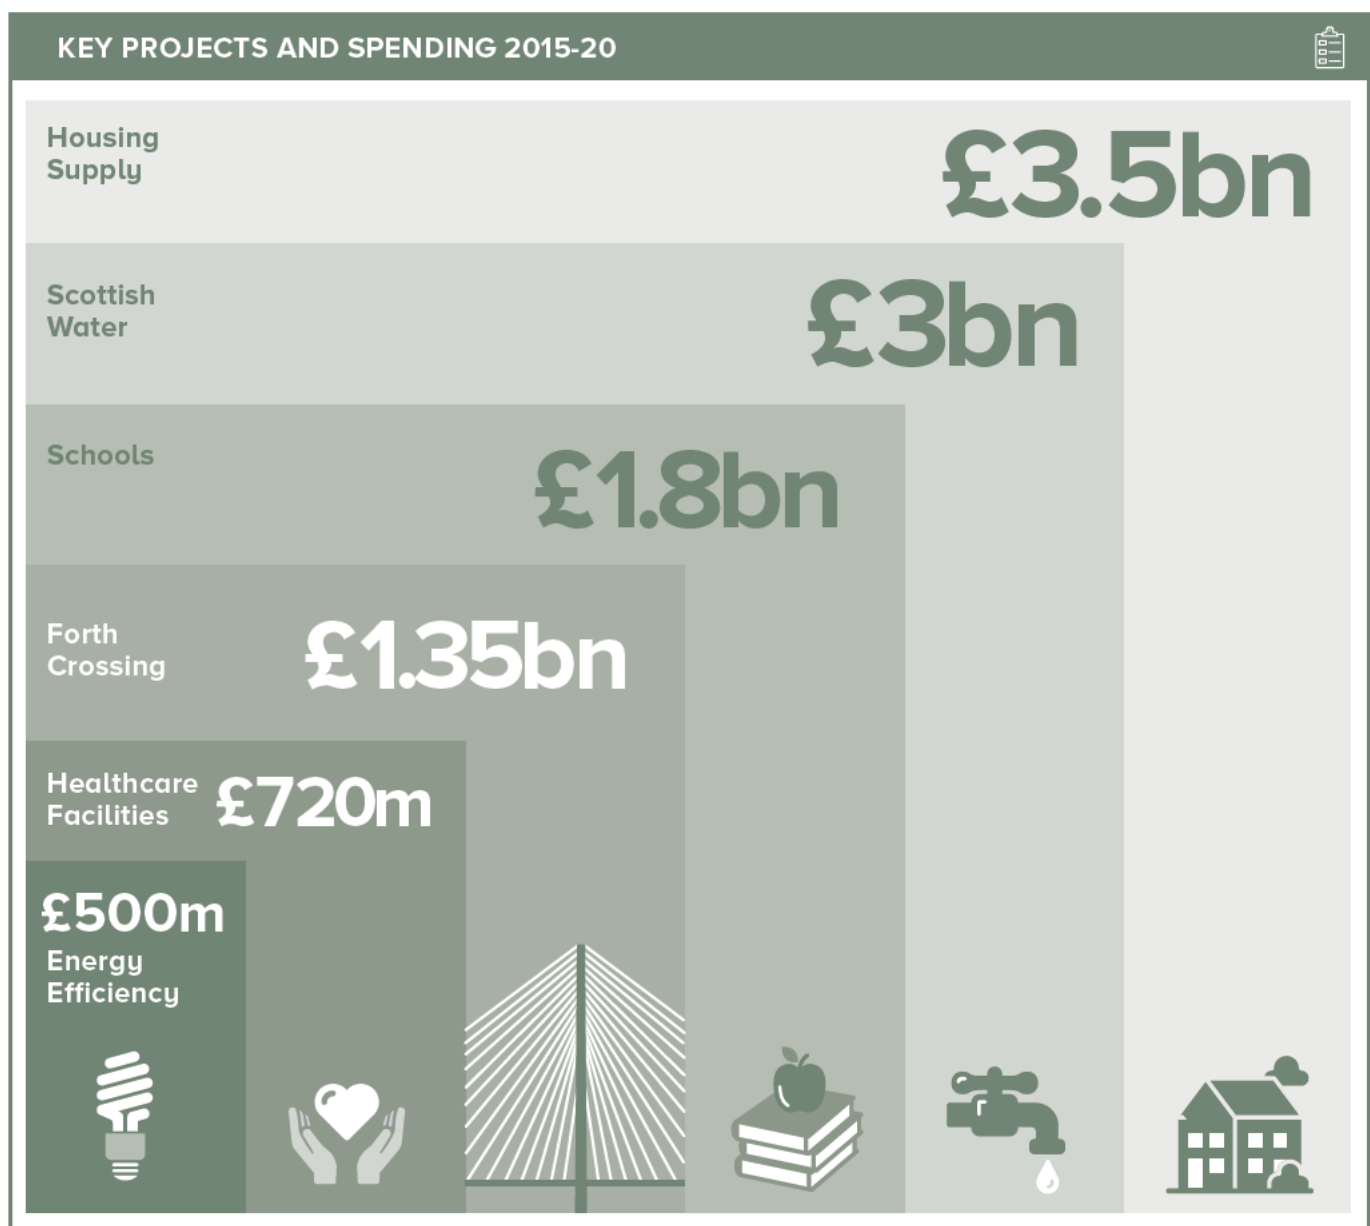 KEY PROJECTS AND SPENDING 2015-20
Housing
Supply
£3.5bn
Scottish
Water
£3bn
Schools
£1.8bn
Forth
Crossing
£1.35bn
Healthcare
Facilities
£720m
£500m
Energy
Efficiency